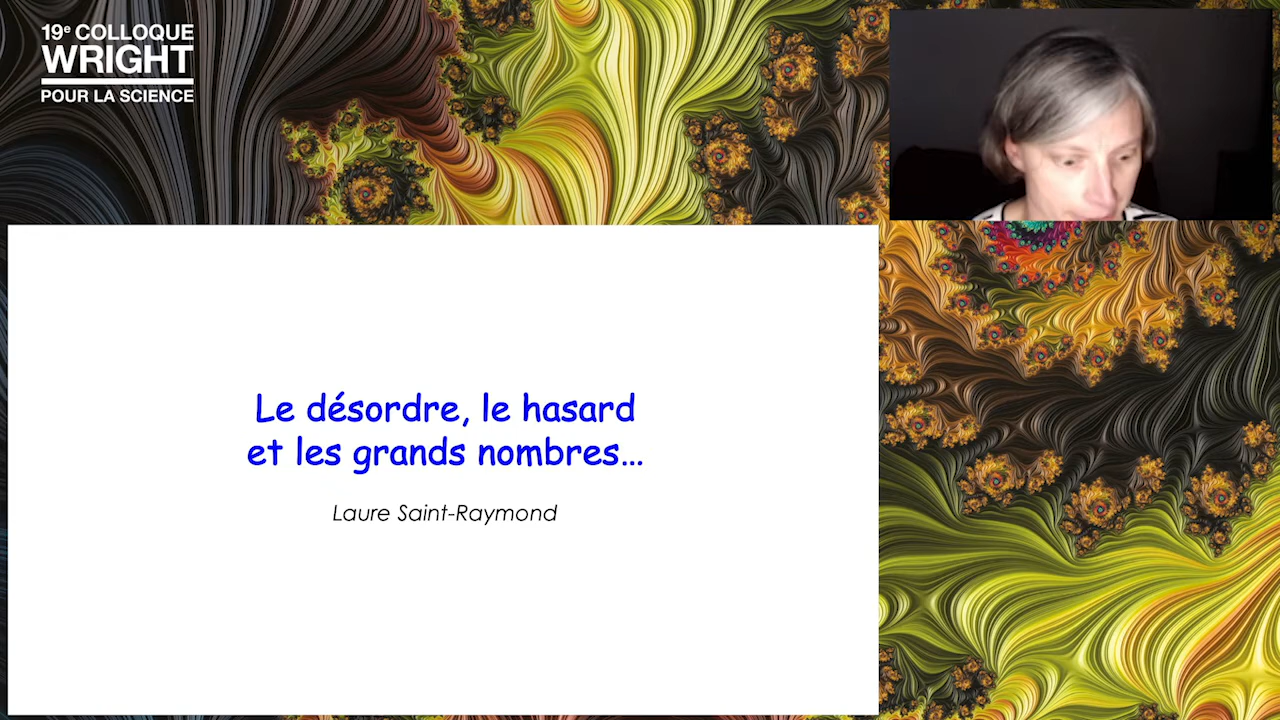 19e COLLOQUE
WRIGHT
POUR LA SCIENCE
Le désordre, le hasard
et les grands nombres...
Laure Saint-Raymond